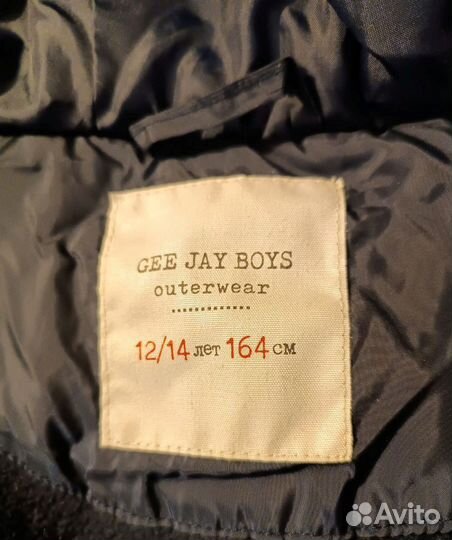 GEE JAY BOYS
outerwear
12/14 лет 164 см
Avito